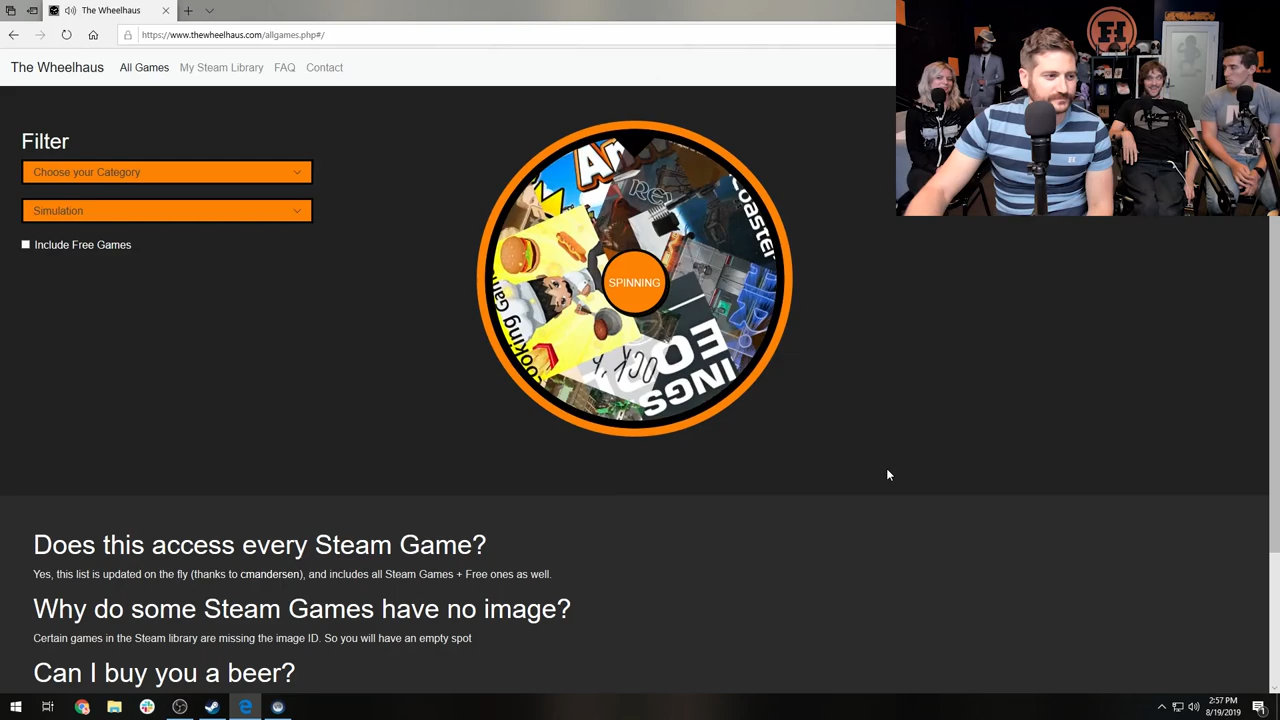 The Wheelhaus
https://www.thewheelhaus.com/allgames.php#/
The Wheelhaus All Games My Steam Library FAQ Contact
Filter
Choose your Category
Simulation
Include Free Games
SPINNING
Does this access every Steam Game?
Yes, this list is updated on the fly (thanks to cmandersen), and includes all Steam Games + Free ones as well.
Why do some Steam Games have no image?
Certain games in the Steam library are missing the image ID. So you will have an empty spot
Can I buy you a beer?
2:57 PM
8/19/2019